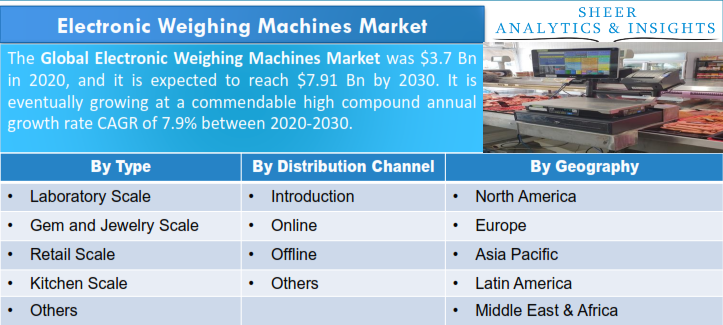 Electronic Weighing Machines Market
SHEER
ANALYTICS & INSIGHTS
The Global Electronic Weighing Machines Market was $3.7 Bn
in 2020, and it is expected to reach $7.91 Bn by 2030. It is
eventually growing at a commendable high compound annual
growth rate CAGR of 7.9% between 2020-2030.
By Type
By Distribution Channel
By Geography
• Laboratory Scale
• Introduction
• North America
• Gem and Jewelry Scale
• Online
• Europe
• Retail Scale
• Offline
• Asia Pacific
• Kitchen Scale
• Others
• Latin America
• Others
• Middle East & Africa